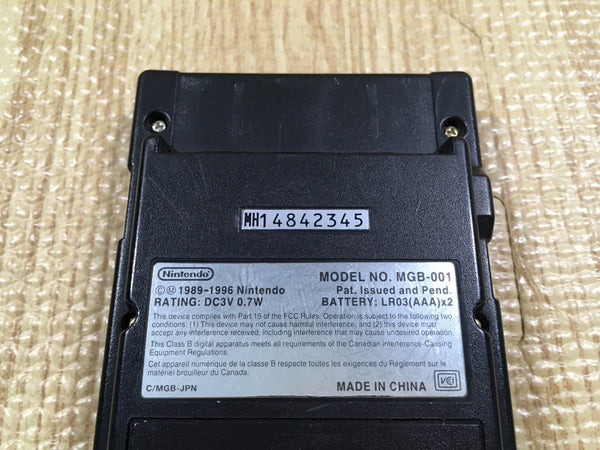 MH14842345
Nintendo
©Ⓜ 1989-1996 Nintendo
RATING: DC3V 0.7W
MODEL NO. MGB-001
Pat. Issued and Pend.
BATTERY: LR03(AAA)x2
This device complies with Part 15 of the FCC Rules. Operation is subject to the following two
conditions: (1) This device may not cause harmful interference, and (2) this device must
accept any interference received, including interference that may cause undesired operation.
This Class B digital apparatus meets all requirements of the Canadian Interference-Causing
Equipment Regulations.
Cet appareil numérique de la classe B respecte toutes les exigences du Règlement sur le
matériel brouilleur du Canada.
C/MGB-JPN
MADE IN CHINA
VCI